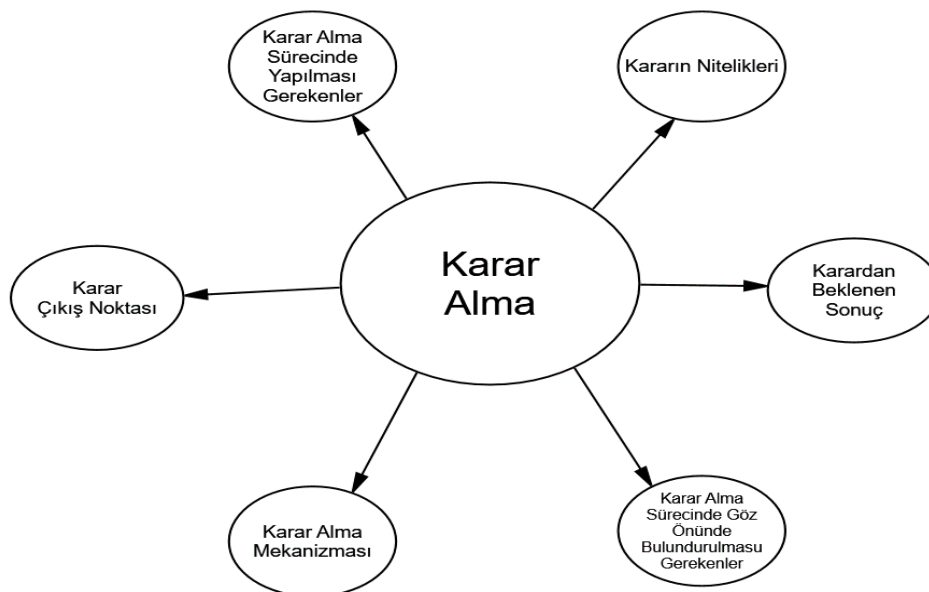 Karar Alma
Sürecinde
Yapılması
Gerekenler
Kararın Nitelikleri
Karar
Alma
Karar
Çıkış Noktası
Karardan
Beklenen
Sonuç
Karar Alma
Mekanizması
Karar Alma
Sürecinde Göz
Önünde
Bulundurulmasu
Gerekenler